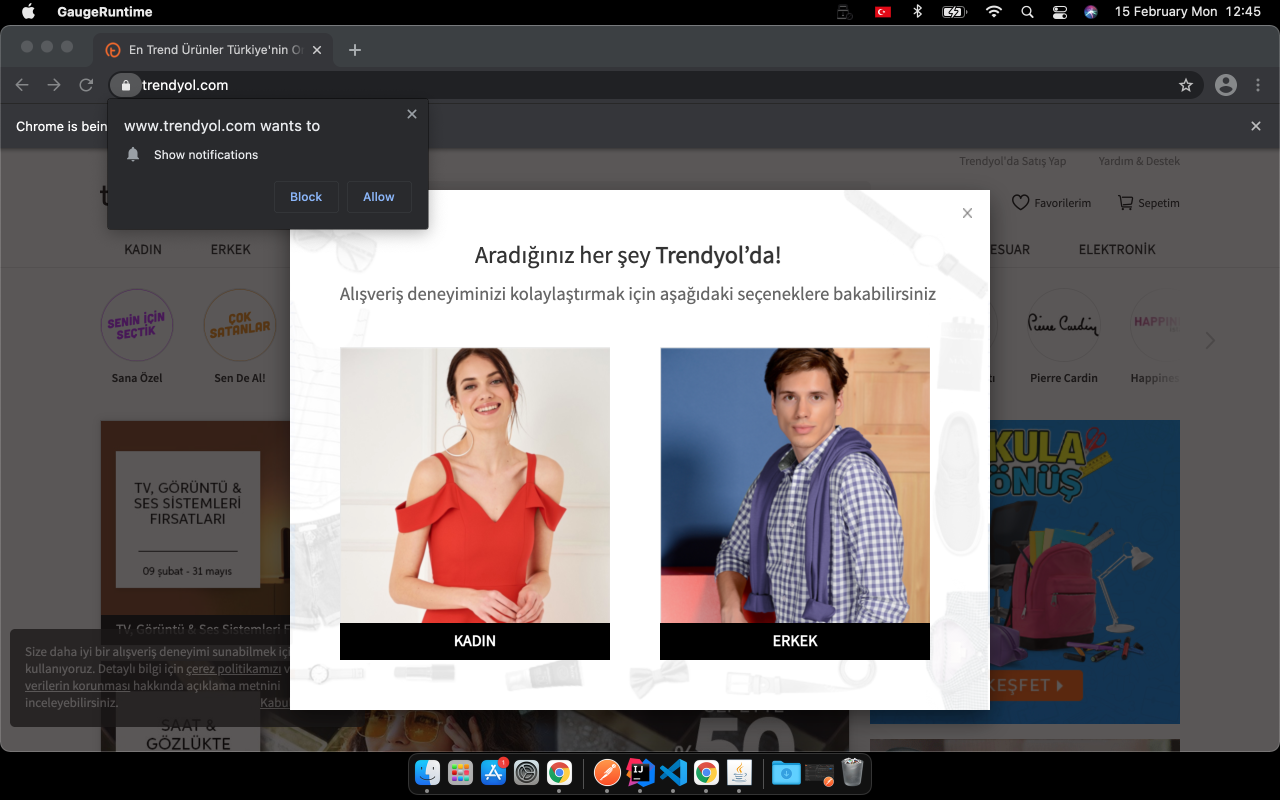 GaugeRuntime
15 February Mon 12:45
En Trend Ürünler Türkiye'nin O
trendyol.com
Chrome is bein
www.trendyol.com wants to
Show notifications
Block
Allow
Trendyol'da Satış Yap
Yardım & Destek
Favorilerim
Sepetim
KADIN
ERKEK
ESUAR
ELEKTRONİK
Aradığınız her şey Trendyol'da!
Alışveriş deneyiminizi kolaylaştırmak için aşağıdaki seçeneklere bakabilirsiniz
SENİN İÇİN
SEÇTİK
ÇOK
SATANLAR
Pierre Cardin
HAPPIN
Sana Özel
Sen De Al!
Pierre Cardin
Happines
KADIN
ERKEK
TV, GÖRÜNTÜ &
SES SİSTEMLERİ
FIRSATLARI
09 şubat - 31 mayıs
TV, Görüntü & Ses Sistemleri F
KULA
ÖNÜŞ
KEŞFET
Size daha iyi bir alışveriş deneyimi sunabilmek içi
kullanıyoruz. Detaylı bilgi için çerez politikamızı v
verilerin korunması hakkında açıklama metnini
inceleyebilirsiniz.
Kabu
SAAT &
GÖZLÜKTE
%50
1
IJ